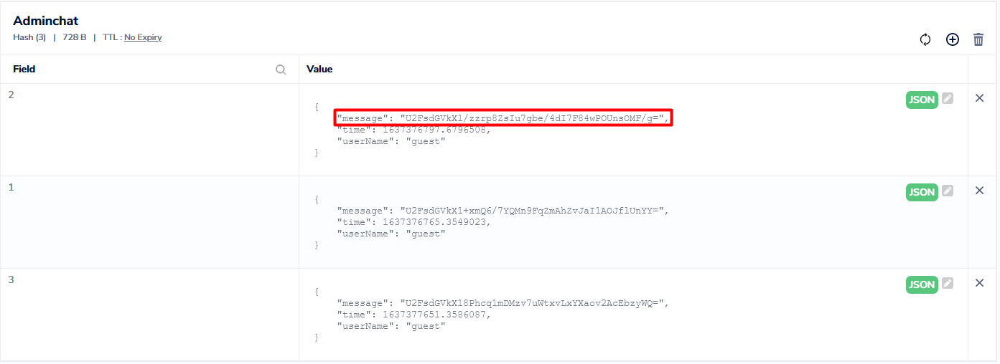 Adminchat
Hash (3) | 728 B | TTL : No Expiry
Field Value
2 JSON
{
"message": "U2FsdGVkX1/zzrp8ZsIu7gbe/4dI7F84wPOUnsOMF/g=",
"time": 1637376797.6796508,
"userName": "guest"
}
1 JSON
{
"message": "U2FsdGVkX1+xmQ6/7YQMn9FqZmAhZvJaI1AOJflUnYY=",
"time": 1637376765.3549023,
"userName": "guest"
}
3 JSON
{
"message": "U2FsdGVkX18Phcq1mDMzv7uWtxvLxYXaov2AcEbzyWQ=",
"time": 1637377651.3586087,
"userName": "guest"
}